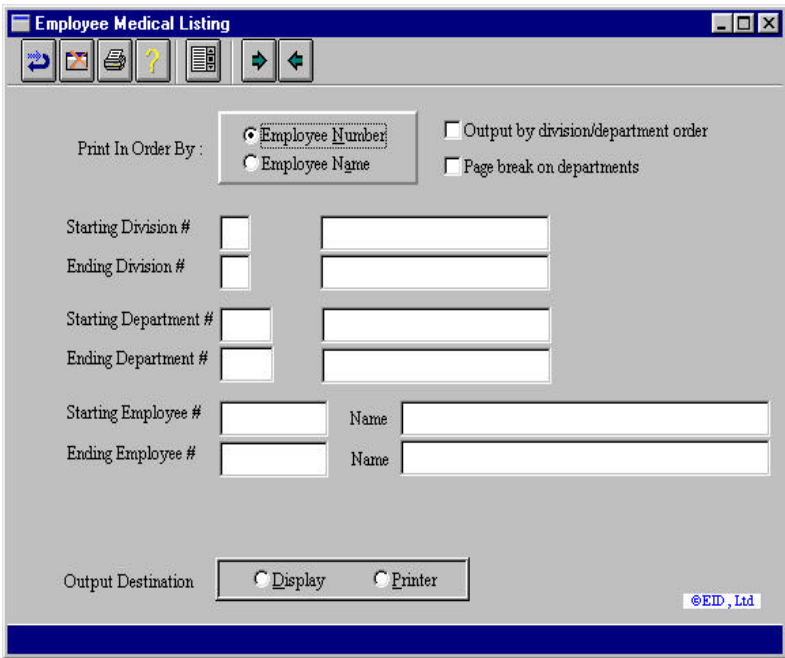 Employee Medical Listing
Print In Order By :
Employee Number
Employee Name
Output by division/department order
Page break on departments
Starting Division #
Ending Division #
Starting Department #
Ending Department #
Starting Employee # Name
Ending Employee # Name
Output Destination Display Printer
©EID, Ltd